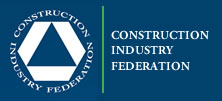 CONSTRUCTION
INDUSTRY FEDERATION
CONSTRUCTION
INDUSTRY
FEDERATION